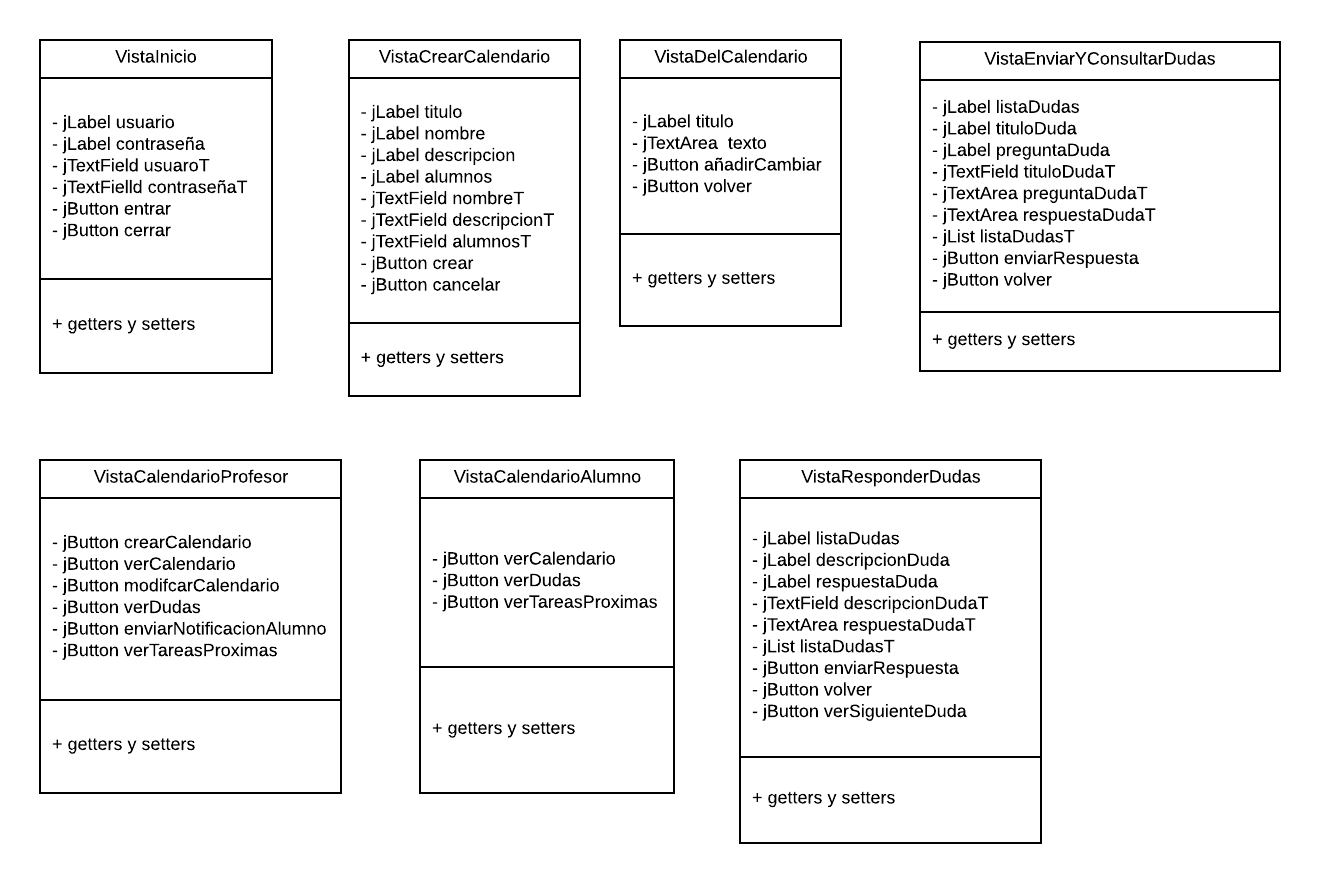 VistaInicio
- jLabel usuario
- jLabel contraseña
- jTextField usuaroT
- jTextFielld contraseñaT
- jButton entrar
- jButton cerrar
+ getters y setters
VistaCrearCalendario
- jLabel titulo
- jLabel nombre
- jLabel descripcion
- jLabel alumnos
- jTextField nombreT
- jTextField descripcionT
- jTextField alumnosT
- jButton crear
- jButton cancelar
+ getters y setters
VistaDelCalendario
- jLabel titulo
- jTextArea  texto
- jButton añadirCambiar
- jButton volver
+ getters y setters
VistaEnviarYConsultarDudas
- jLabel listaDudas
- jLabel tituloDuda
- jLabel preguntaDuda
- jTextField tituloDudaT
- jTextArea preguntaDudaT
- jTextArea respuestaDudaT
- jList listaDudasT
- jButton enviarRespuesta
- jButton volver
+ getters y setters
VistaCalendarioProfesor
- jButton crearCalendario
- jButton verCalendario
- jButton modifcarCalendario
- jButton verDudas
- jButton enviarNotificacionAlumno
- jButton verTareasProximas
+ getters y setters
VistaCalendarioAlumno
- jButton verCalendario
- jButton verDudas
- jButton verTareasProximas
+ getters y setters
VistaResponderDudas
- jLabel listaDudas
- jLabel descripcionDuda
- jLabel respuestaDuda
- jTextField descripcionDudaT
- jTextArea respuestaDudaT
- jList listaDudasT
- jButton enviarRespuesta
- jButton volver
- jButton verSiguienteDuda
+ getters y setters